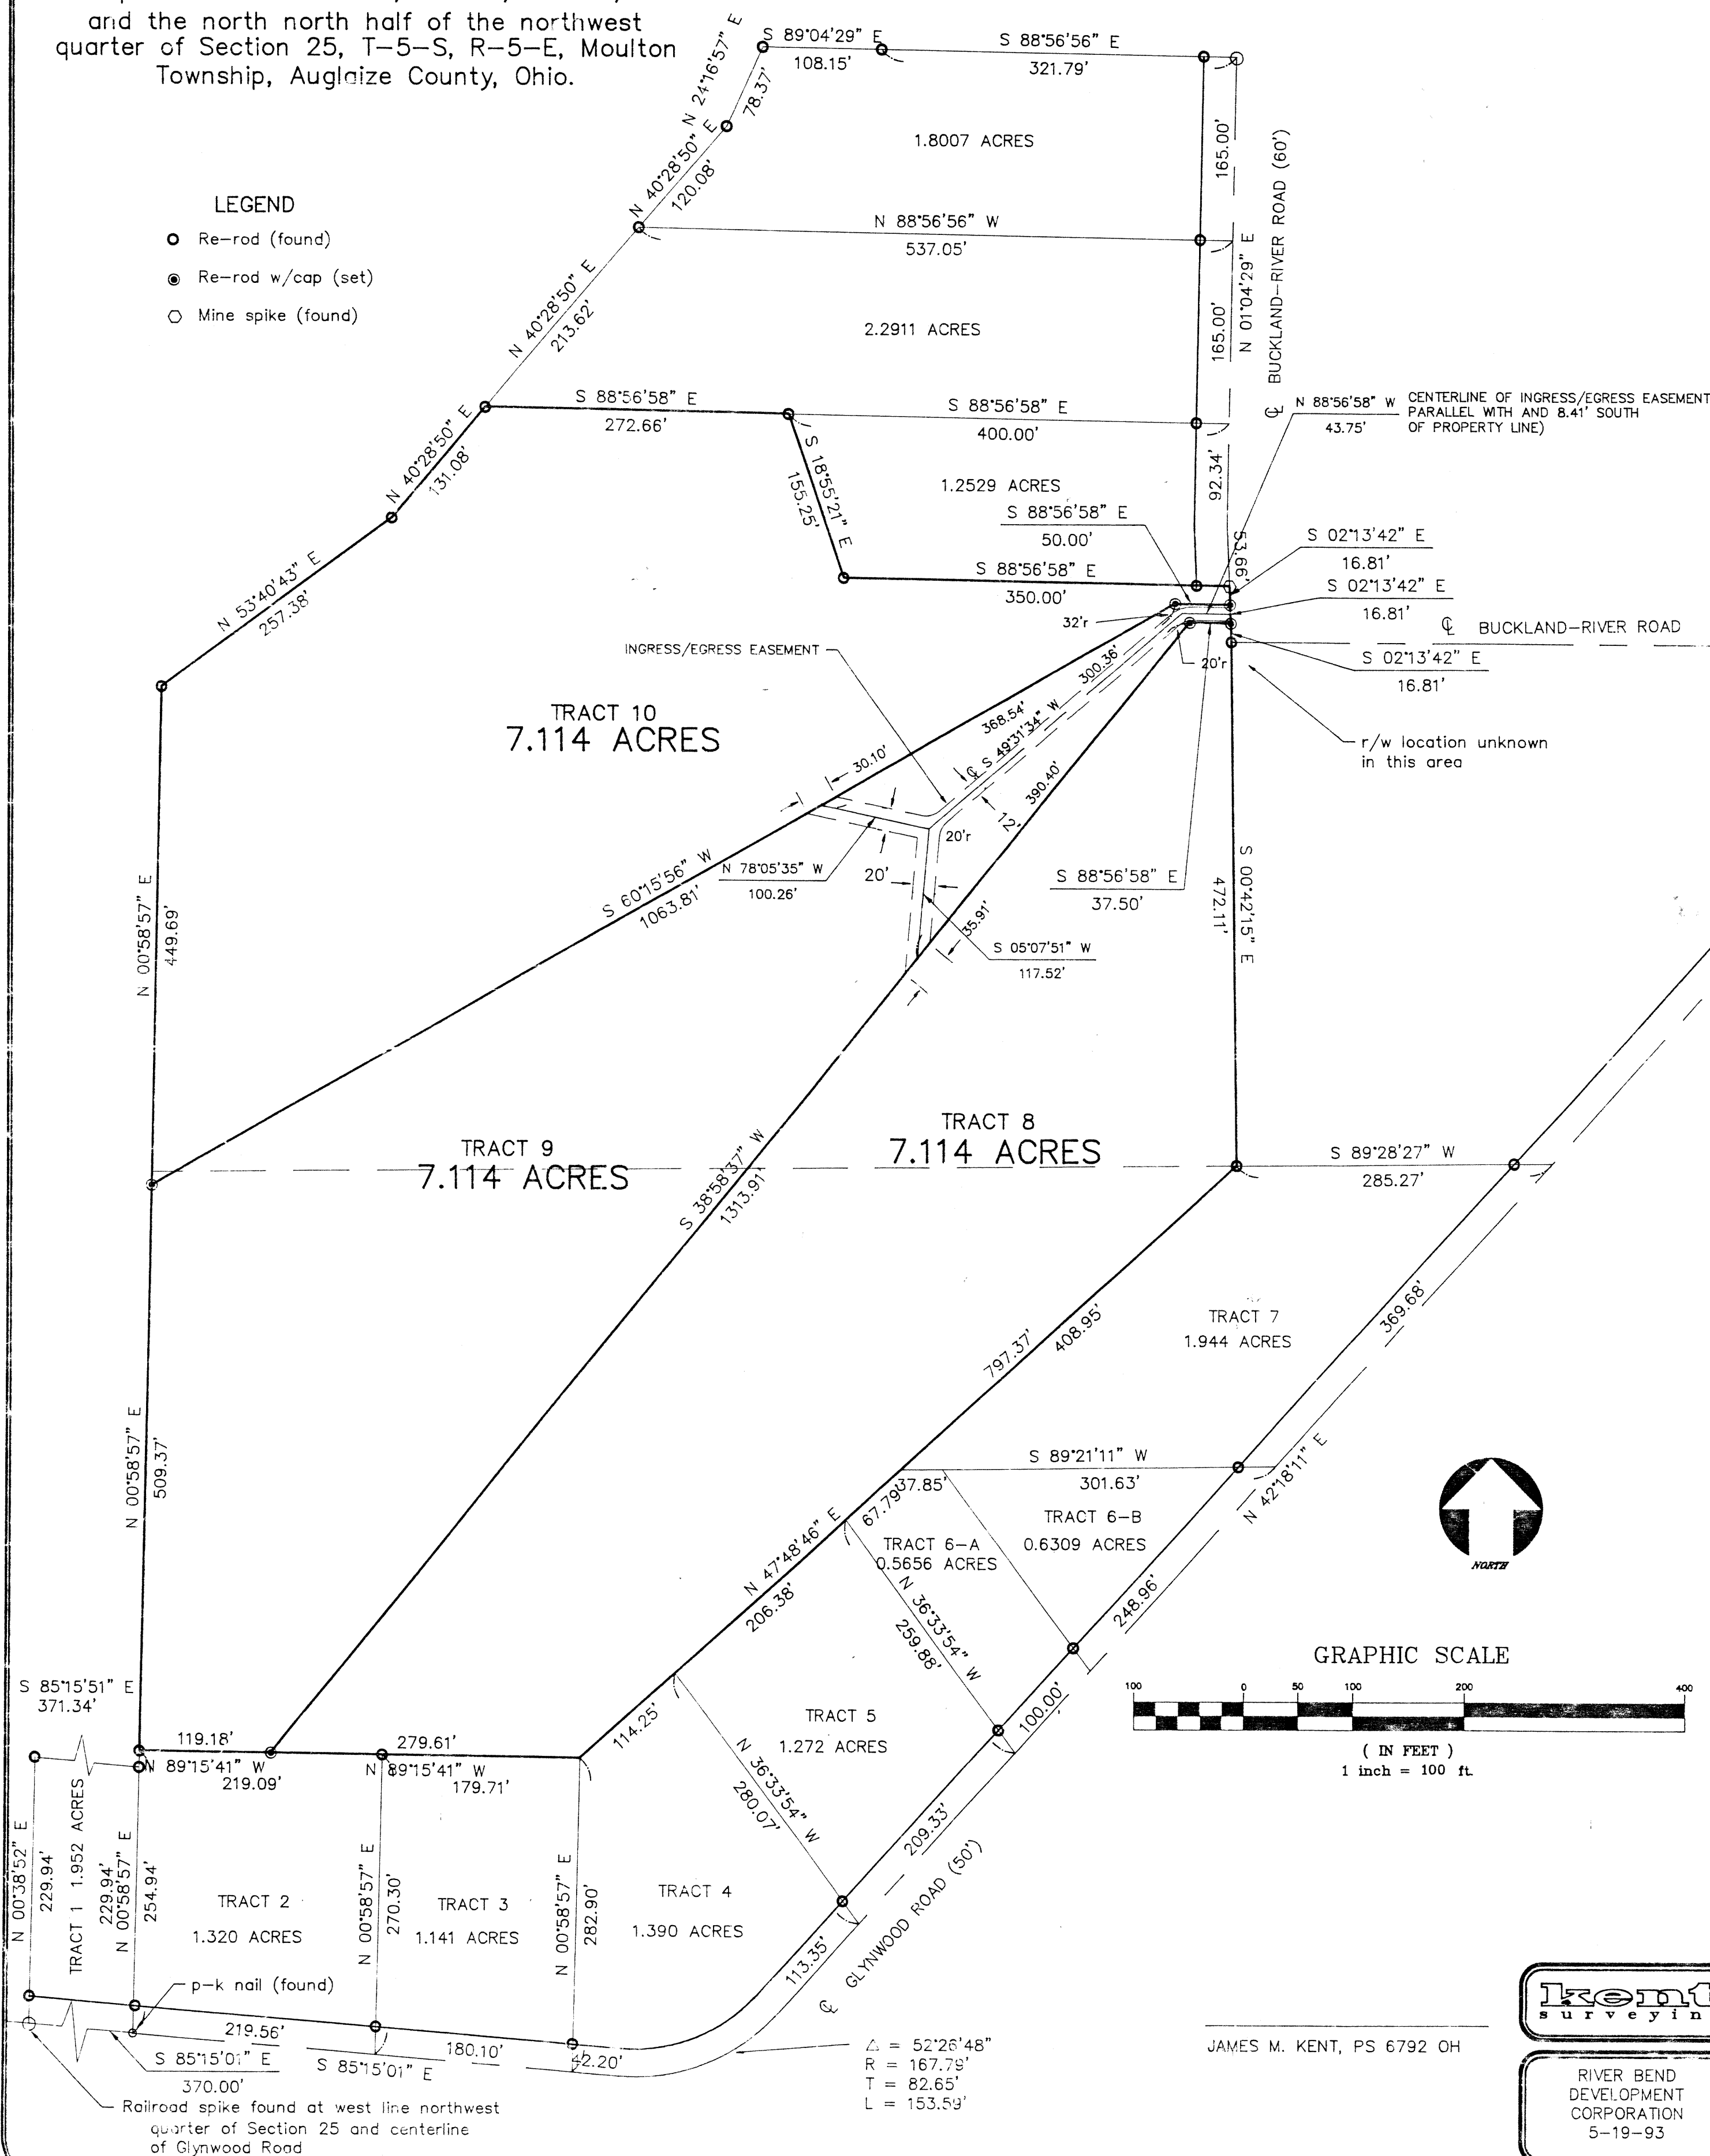 and the north north half of the northwest
quarter of Section 25, T-5-S, R-5-E, Moulton
Township, Auglaize County, Ohio.
LEGEND
Re-rod (found)
Re-rod w/cap (set)
Mine spike (found)
N 24°16'57" E
78.37'
S 89°04'29" E
108.15'
S 88°56'56" E
321.79'
1.8007 ACRES
165.00'
BUCKLAND-RIVER ROAD (60')
N 40°28'50" E
120.08'
N 88°56'56" W
537.05'
N 40°28'50" E
213.62'
2.2911 ACRES
165.00'
N 01°04'29" E
S 88°56'58" E
272.66'
S 88°56'58" E
400.00'
N 88°56'58" W
43.75'
CENTERLINE OF INGRESS/EGRESS EASEMENT
PARALLEL WITH AND 8.41' SOUTH
OF PROPERTY LINE)
N 40°28'50" E
131.08'
S 18°55'21" E
155.25'
1.2529 ACRES
92.34'
S 88°56'58" E
50.00'
53.66'
S 02°13'42" E
16.81'
S 88°56'58" E
350.00'
S 02°13'42" E
16.81'
32'r
℄ BUCKLAND-RIVER ROAD
N 53°40'43" E
257.38'
INGRESS/EGRESS EASEMENT
300.36'
20'r
S 02°13'42" E
16.81'
TRACT 10
7.114 ACRES
368.54'
℄ S 49°31'34" W
r/w location unknown
in this area
30.10'
390.40'
12'
20'r
S 60°15'56" W
1063.81'
N 78°05'35" W
100.26'
20'
S 88°56'58" E
37.50'
S 00°42'15" E
472.11'
N 00°58'57" E
449.69'
35.91'
S 05°07'51" W
117.52'
TRACT 9
7.114 ACRES
TRACT 8
7.114 ACRES
S 38°58'37" W
1313.91'
S 89°28'27" W
285.27'
N 00°58'57" E
509.37'
797.37'
408.95'
TRACT 7
1.944 ACRES
369.68'
S 89°21'11" W
301.63'
37.85'
67.79'
N 42°18'11" E
TRACT 6-B
0.6309 ACRES
TRACT 6-A
0.5656 ACRES
N 47°48'46" E
206.38'
NORTH
N 36°33'54" W
259.88'
248.96'
GRAPHIC SCALE
100 0 50 100 200 400
( IN FEET )
1 inch = 100 ft.
S 85°15'51" E
371.34'
119.18'
279.61'
N 89°15'41" W
219.09'
N 89°15'41" W
179.71'
114.25'
TRACT 5
1.272 ACRES
100.00'
N 36°33'54" W
280.07'
209.33'
N 00°38'52" E
229.94'
TRACT 1 1.952 ACRES
229.94'
N 00°58'57" E
254.94'
TRACT 2
1.320 ACRES
N 00°58'57" E
270.30'
TRACT 3
1.141 ACRES
N 00°58'57" E
282.90'
TRACT 4
1.390 ACRES
113.35'
℄ GLYNWOOD ROAD (50')
p-k nail (found)
219.56'
S 85°15'01" E
370.00'
180.10'
S 85°15'01" E
42.20'
△ = 52°26'48"
R = 167.79'
T = 82.65'
L = 153.59'
Railroad spike found at west line northwest
quarter of Section 25 and centerline
of Glynwood Road
JAMES M. KENT, PS 6792 OH
kent
surveyin
RIVER BEND
DEVELOPMENT
CORPORATION
5-19-93